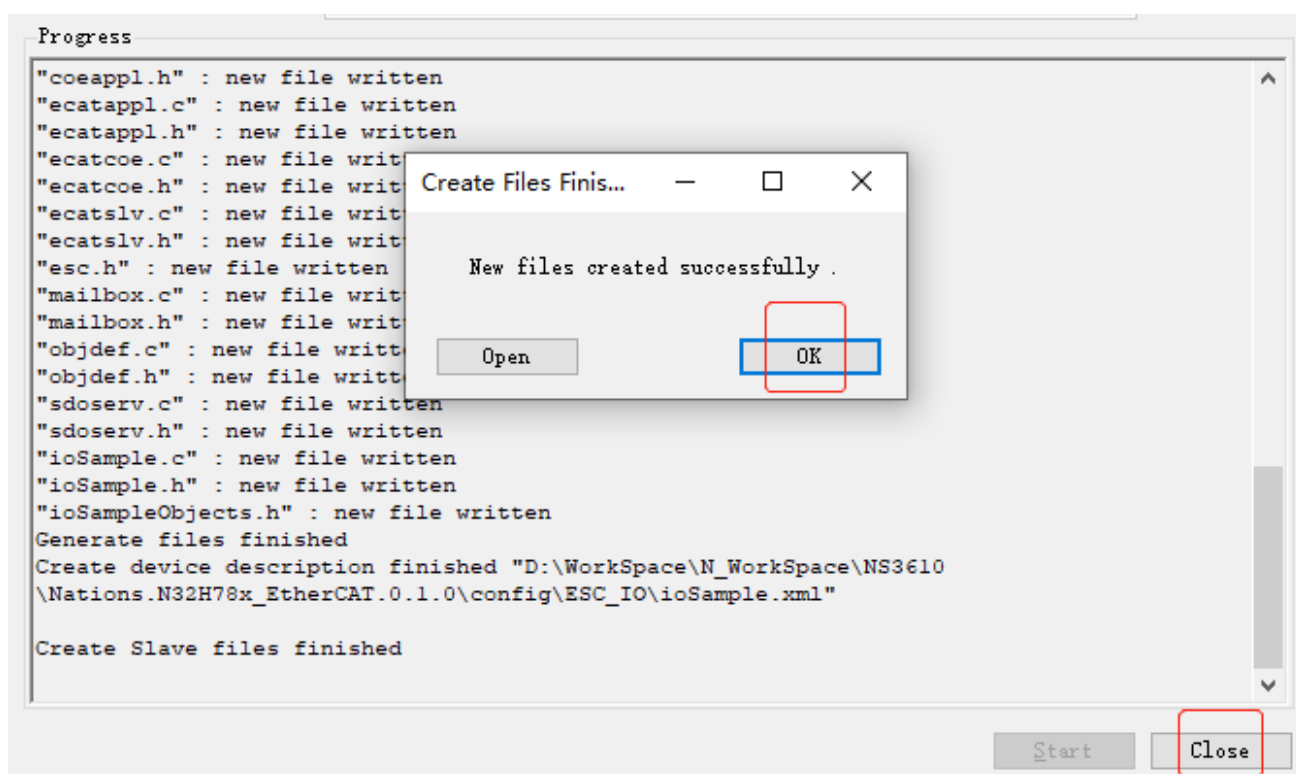 Progress
"coeappl.h" : new file written
"ecatappl.c" : new file written
"ecatappl.h" : new file written
"ecatcoe.c" : new file writ
"ecatcoe.h" : new file writ
"ecatslv.c" : new file writ
"ecatslv.h" : new file writ
"esc.h" : new file written
"mailbox.c" : new file writ
"mailbox.h" : new file writ
"objdef.c" : new file writt
"objdef.h" : new file writt
"sdoserv.c" : new file written
"sdoserv.h" : new file written
"ioSample.c" : new file written
"ioSample.h" : new file written
"ioSampleObjects.h" : new file written
Generate files finished
Create device description finished "D:\WorkSpace\N_WorkSpace\NS3610
\Nations.N32H78x_EtherCAT.0.1.0\config\ESC_IO\ioSample.xml"
Create Slave files finished
Create Files Finis...
New files created successfully .
Open
OK
Start
Close